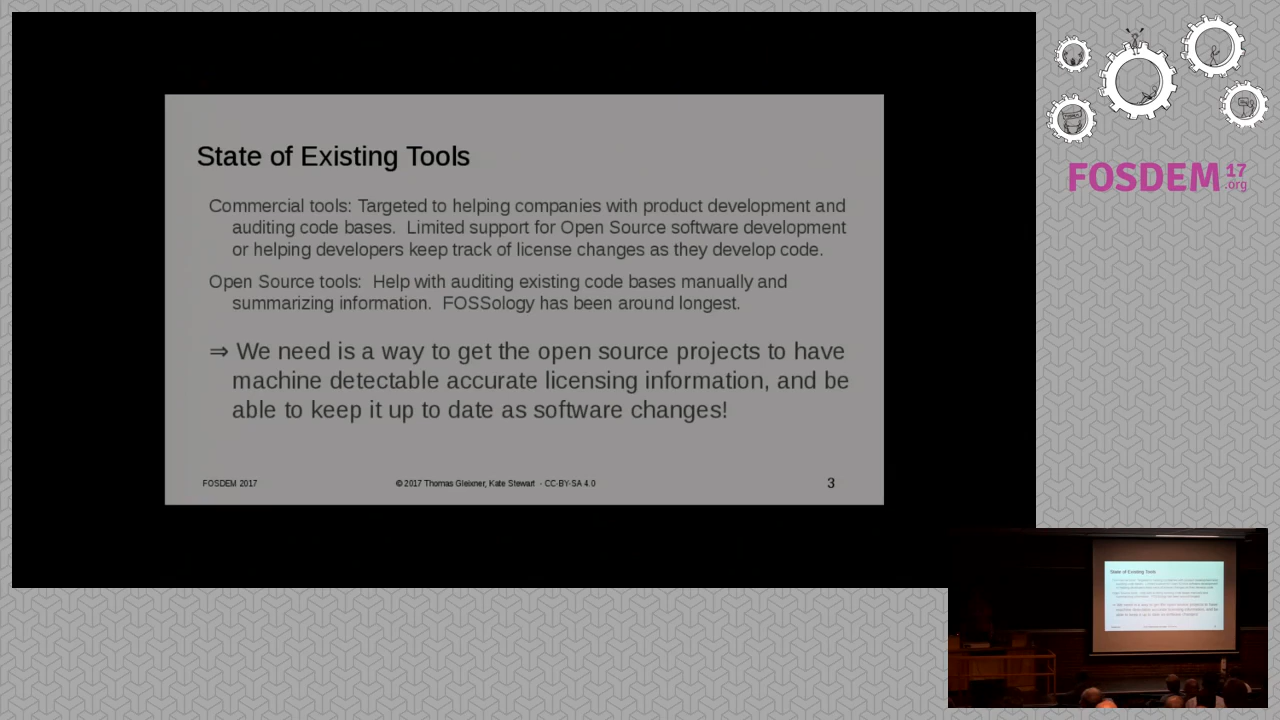 State of Existing Tools
Commercial tools: Targeted to helping companies with product development and
auditing code bases.  Limited support for Open Source software development
or helping developers keep track of license changes as they develop code.
Open Source tools:  Help with auditing existing code bases manually and
summarizing information.  FOSSology has been around longest.
⇒ We need is a way to get the open source projects to have
machine detectable accurate licensing information, and be
able to keep it up to date as software changes!
FOSDEM 2017
© 2017 Thomas Gleixner, Kate Stewart  - CC-BY-SA 4.0
3
FOSDEM 17
.org
State of Existing Tools